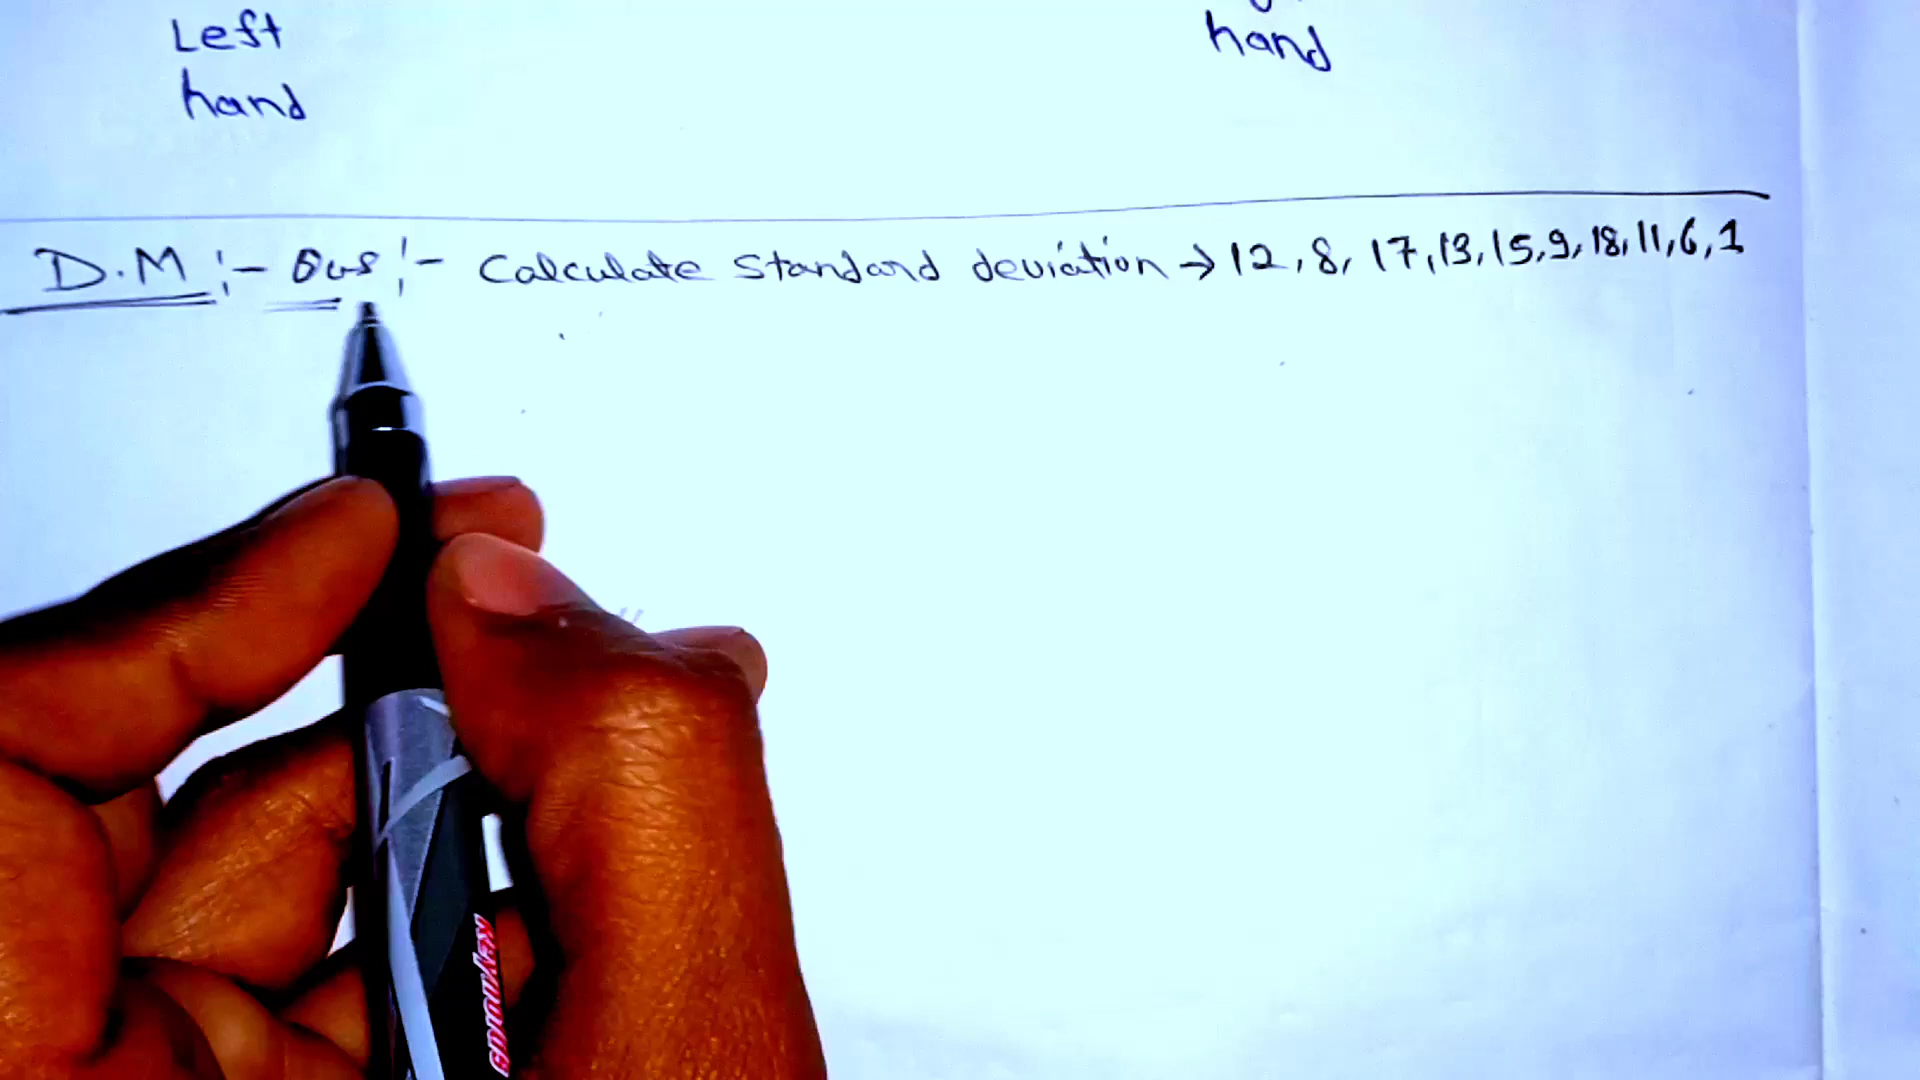 Left
hand
hand
D.M :- Ous :- Calculate standard deviation → 12, 8, 17, 13, 15, 9, 18, 11, 6, 1